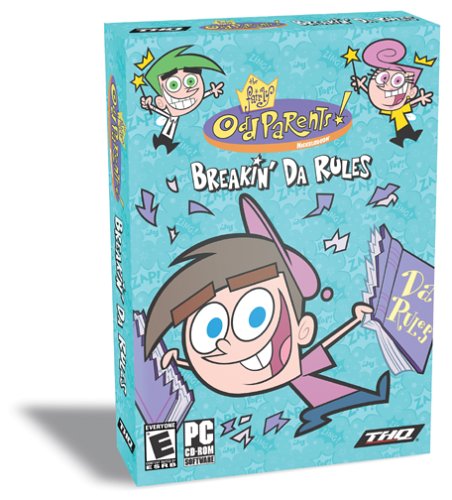 THQ
The
Fairly
OddParents!
NICKELODEON
BREAKIN' DA RULES
Da
Rules
EVERYONE
E
ESRB
PC
CD-ROM
SOFTWARE
THQ
OddParents!
BREAKIN' DA RULES
THQ